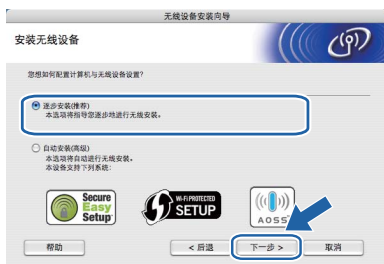 无线设备安装向导
安装无线设备
您想如何配置计算机与无线设备设置?
逐步安装(推荐)
本选项将指导您逐步地进行无线安装。
自动安装(高级)
本选项将自动进行无线安装。
本设备支持下列系统:
Secure
Easy
Setup
Wi-Fi PROTECTED
SETUP
AOSS
帮助
< 后退
下一步 >
取消